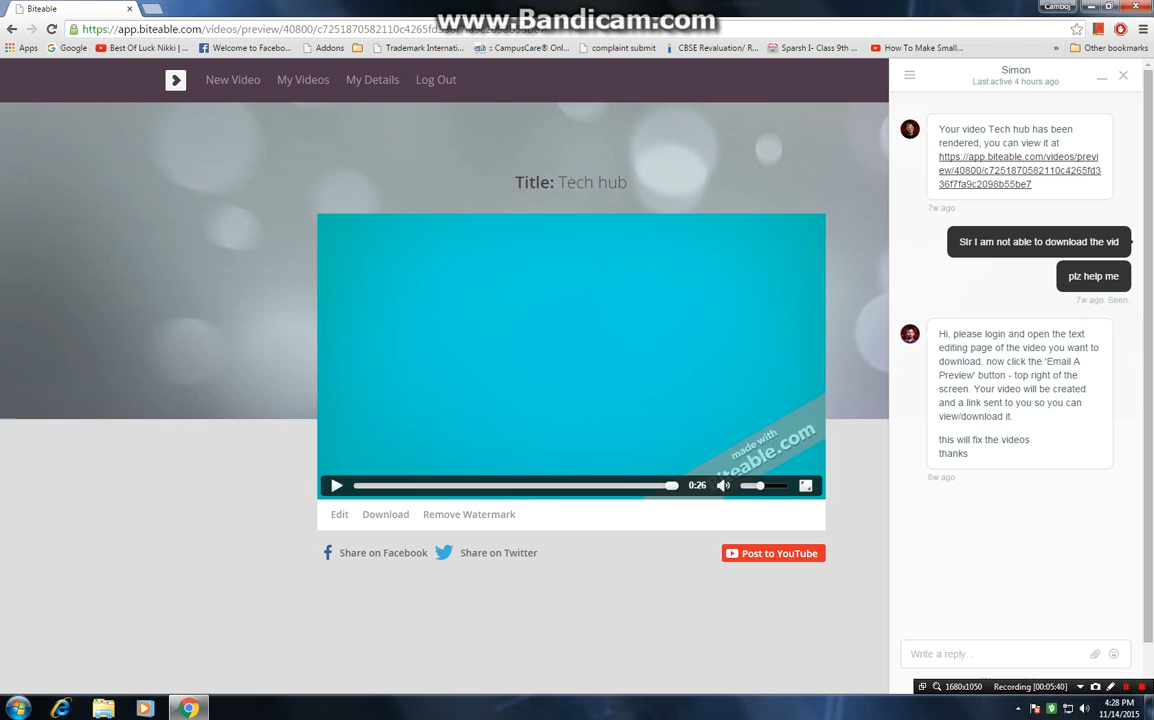 Biteable
www.Bandicam.com
Camboj
Apps
Google
Best Of Luck Nikki |...
Welcome to Facebo...
Addons
Trademark Internati...
:: CampusCare® Onl...
complaint submit
CBSE Revaluation/ R...
Sparsh I- Class 9th ...
How To Make Small...
»
Other bookmarks
New Video
My Videos
My Details
Log Out
Title: Tech hub
made with
biteable.com
0:26
Edit
Download
Remove Watermark
Share on Facebook
Share on Twitter
Post to YouTube
Simon
Last active 4 hours ago
Your video Tech hub has been
rendered, you can view it at
https://app.biteable.com/videos/previ
ew/40800/c7251870582110c4265fd3
36f7fa9c2098b55be7
7w ago
SIr I am not able to download the vid
plz help me
7w ago. Seen.
Hi, please login and open the text
editing page of the video you want to
download. now click the 'Email A
Preview' button - top right of the
screen. Your video will be created
and a link sent to you so you can
view/download it.
this will fix the videos
thanks
6w ago
Write a reply…
1680x1050
Recording [00:05:40]
4:28 PM
11/14/2015